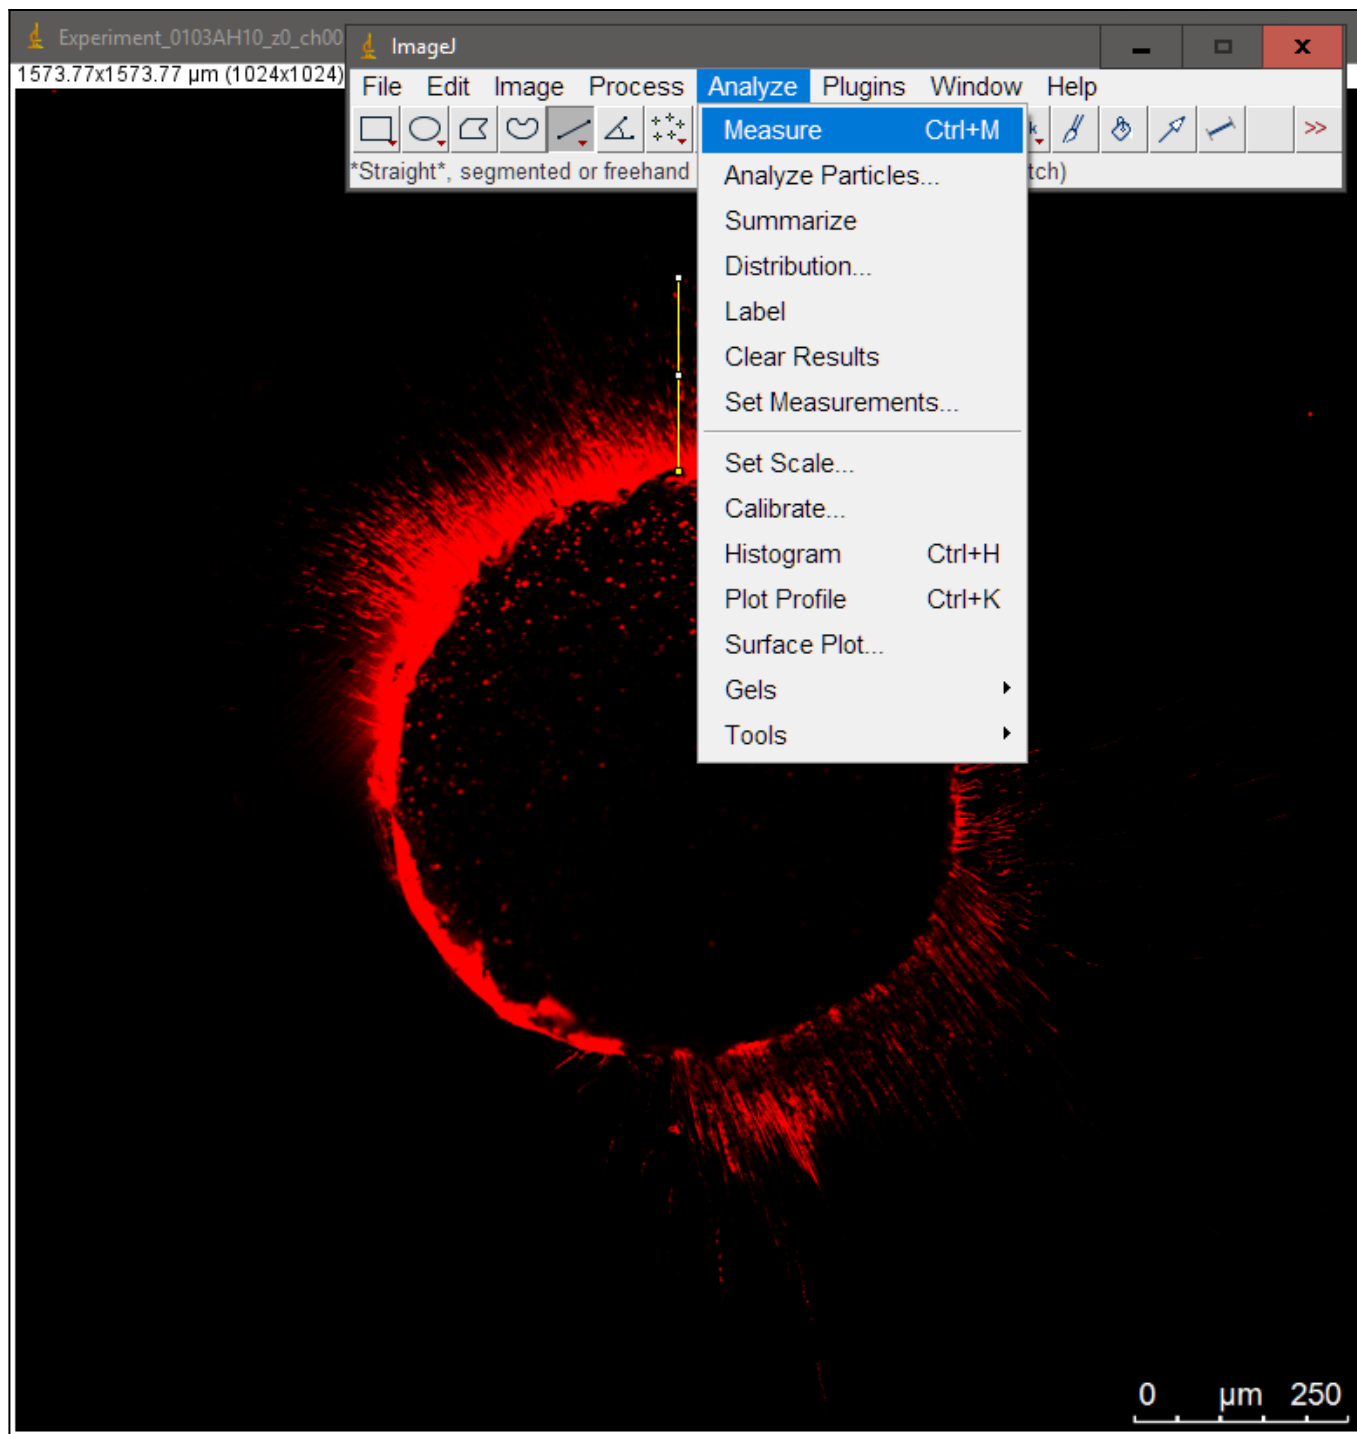 Experiment_0103AH10_z0_ch00
ImageJ
1573.77x1573.77 µm (1024x1024)
File Edit Image Process Analyze Plugins Window Help
>>
*Straight*, segmented or freehand
tch)
Measure Ctrl+M
Analyze Particles...
Summarize
Distribution...
Label
Clear Results
Set Measurements...
Set Scale...
Calibrate...
Histogram Ctrl+H
Plot Profile Ctrl+K
Surface Plot...
Gels
Tools
0 µm 250